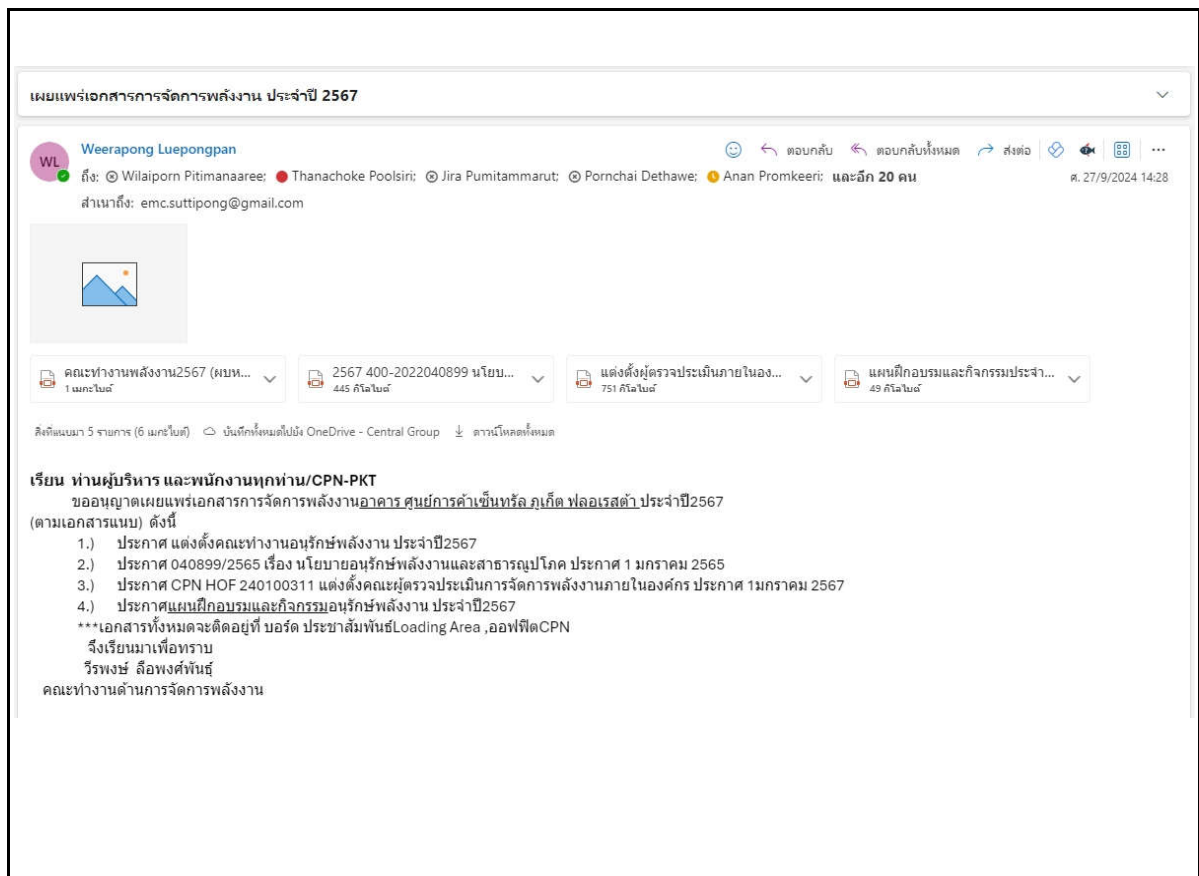 เผยแพร่เอกสารการจัดการพลังงาน ประจำปี 2567
WL
Weerapong Luepongpan
ตอบกลับ ตอบกลับทั้งหมด ส่งต่อ
ถึง: Wilaiporn Pitimanaaree; Thanachoke Poolsiri; Jira Pumitammarut; Pornchai Dethawe; Anan Promkeeri; และอีก 20 คน
ศ. 27/9/2024 14:28
สำเนาถึง: emc.suttipong@gmail.com
คณะทำงานพลังงาน2567 (ผบห...
1 เมกะไบต์
2567 400-2022040899 นโยบ...
445 กิโลไบต์
แต่งตั้งผู้ตรวจประเมินภายในอง...
751 กิโลไบต์
แผนฝึกอบรมและกิจกรรมประจำ...
49 กิโลไบต์
สิ่งที่แนบมา 5 รายการ (6 เมกะไบต์) บันทึกทั้งหมดไปยัง OneDrive - Central Group ดาวน์โหลดทั้งหมด
เรียน ท่านผู้บริหาร และพนักงานทุกท่าน/CPN-PKT
ขออนุญาตเผยแพร่เอกสารการจัดการพลังงานอาคาร ศูนย์การค้าเซ็นทรัล ภูเก็ต ฟลอเรสต้า ประจำปี2567
(ตามเอกสารแนบ) ดังนี้
1.) ประกาศ แต่งตั้งคณะทำงานอนุรักษ์พลังงาน ประจำปี2567
2.) ประกาศ 040899/2565 เรื่อง นโยบายอนุรักษ์พลังงานและสาธารณูปโภค ประกาศ 1 มกราคม 2565
3.) ประกาศ CPN HOF 240100311 แต่งตั้งคณะผู้ตรวจประเมินการจัดการพลังงานภายในองค์กร ประกาศ 1มกราคม 2567
4.) ประกาศแผนฝึกอบรมและกิจกรรมอนุรักษ์พลังงาน ประจำปี2567
***เอกสารทั้งหมดจะติดอยู่ที่ บอร์ด ประชาสัมพันธ์Loading Area ,ออฟฟิตCPN
จึงเรียนมาเพื่อทราบ
วีรพงษ์ ลือพงศ์พันธุ์
คณะทำงานด้านการจัดการพลังงาน